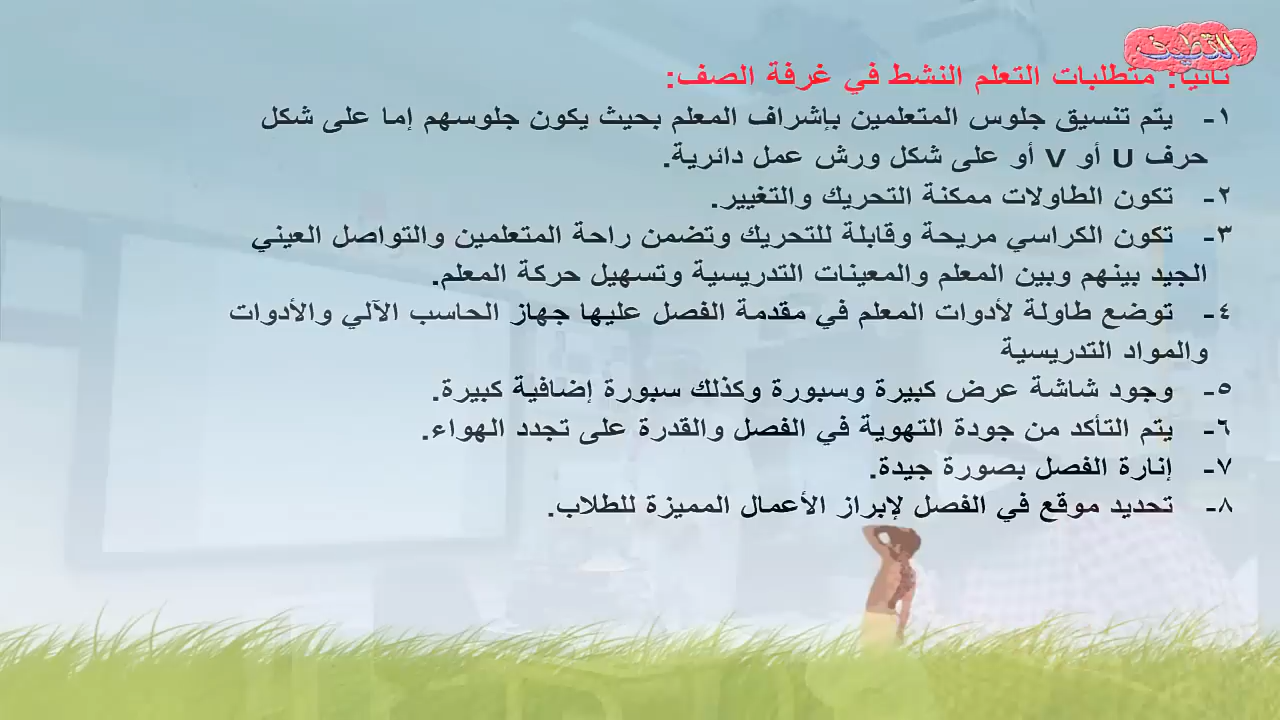 القطيف
ثانيا: متطلبات التعلم النشط في غرفة الصف:
١- يتم تنسيق جلوس المتعلمين بإشراف المعلم بحيث يكون جلوسهم إما على شكل
حرف U أو V أو على شكل ورش عمل دائرية.
٢- تكون الطاولات ممكنة التحريك والتغيير.
٣- تكون الكراسي مريحة وقابلة للتحريك وتضمن راحة المتعلمين والتواصل العيني
الجيد بينهم وبين المعلم والمعينات التدريسية وتسهيل حركة المعلم.
٤- توضع طاولة لأدوات المعلم في مقدمة الفصل عليها جهاز الحاسب الآلي والأدوات
والمواد التدريسية
٥- وجود شاشة عرض كبيرة وسبورة وكذلك سبورة إضافية كبيرة.
٦- يتم التأكد من جودة التهوية في الفصل والقدرة على تجدد الهواء.
٧- إنارة الفصل بصورة جيدة.
٨- تحديد موقع في الفصل لإبراز الأعمال المميزة للطلاب.